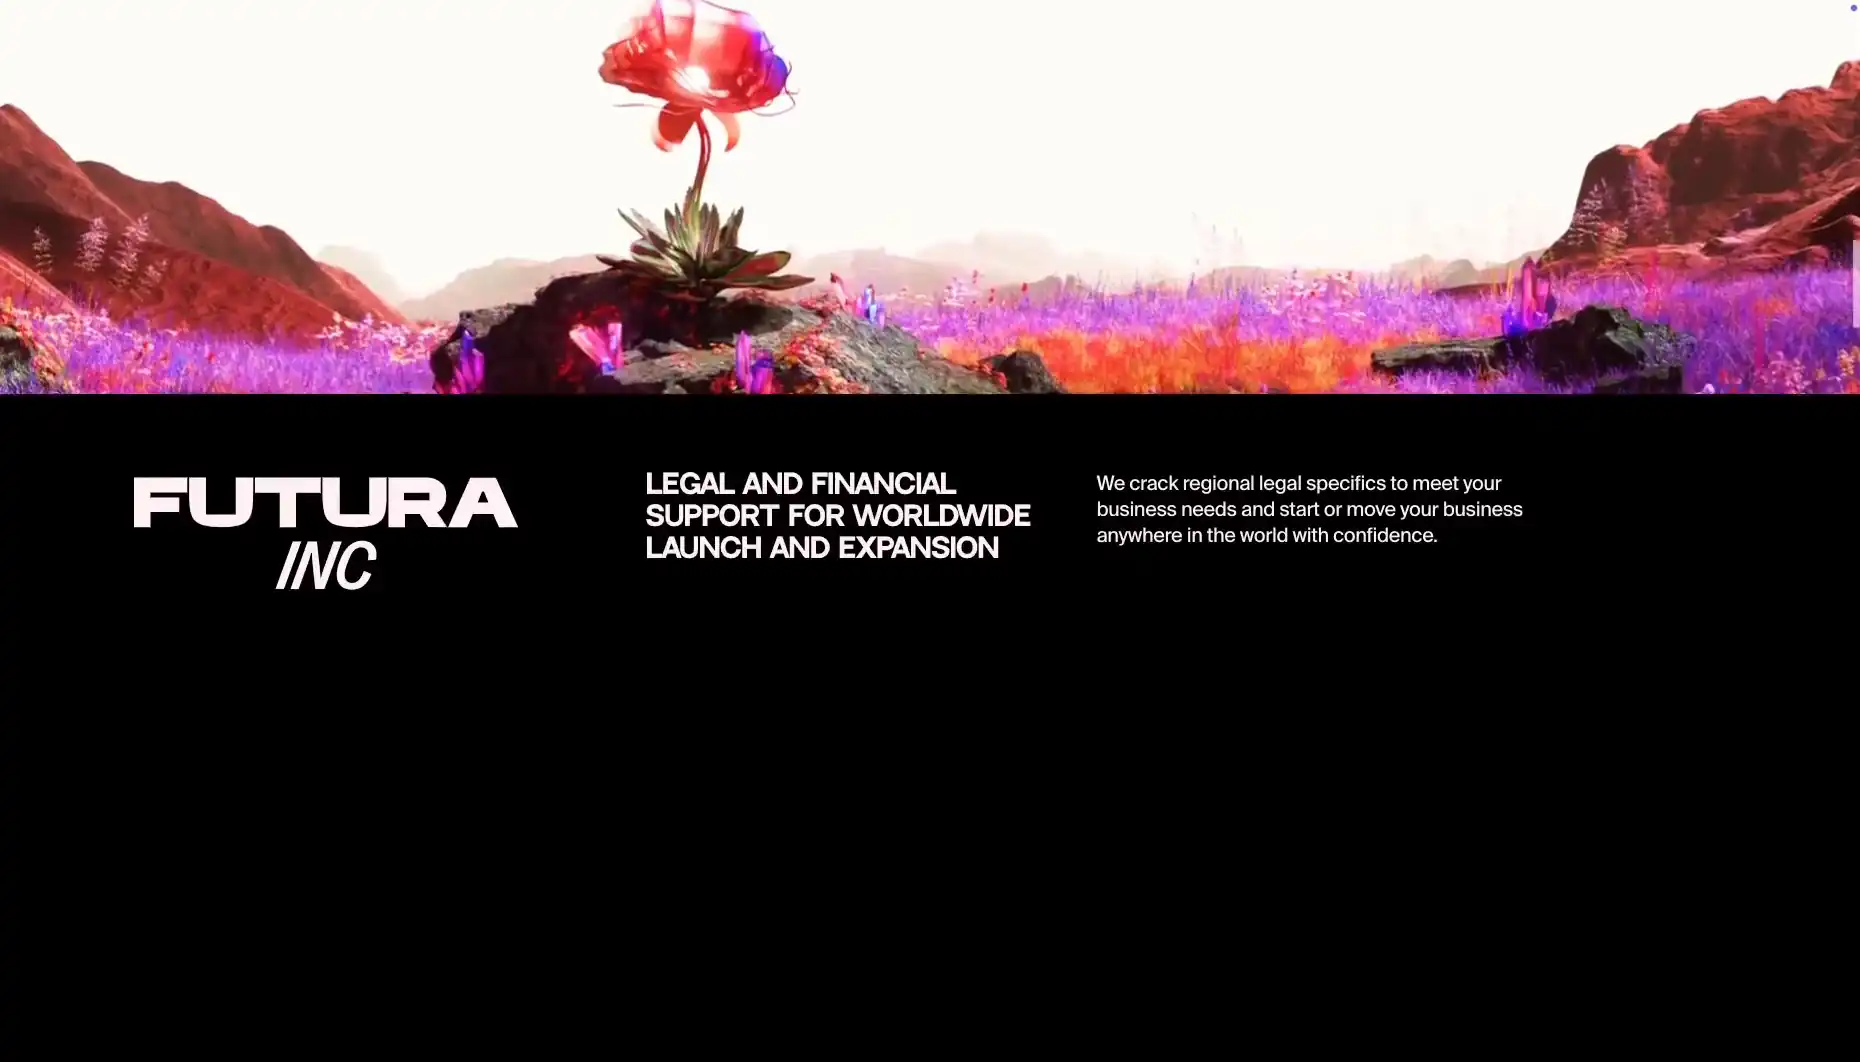 FUTURA
INC
LEGAL AND FINANCIAL
SUPPORT FOR WORLDWIDE
LAUNCH AND EXPANSION
We crack regional legal specifics to meet your
business needs and start or move your business
anywhere in the world with confidence.